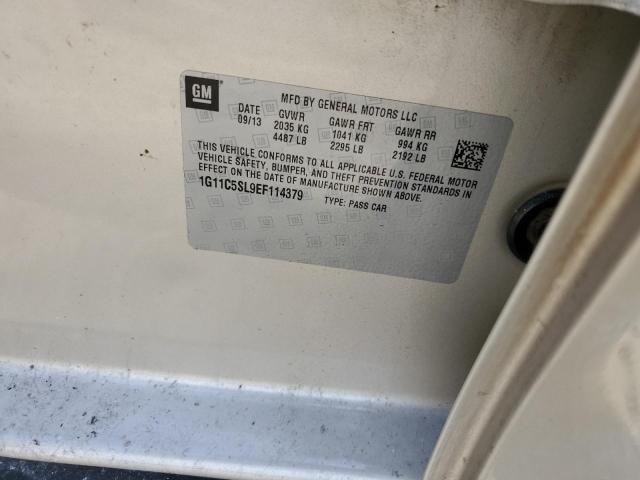 GM
MFD BY GENERAL MOTORS LLC
DATE GVWR GAWR FRT GAWR RR
09/13 2035 KG 1041 KG 994 KG
4487 LB 2295 LB 2192 LB
THIS VEHICLE CONFORMS TO ALL APPLICABLE U.S. FEDERAL MOTOR
VEHICLE SAFETY, BUMPER, AND THEFT PREVENTION STANDARDS IN
EFFECT ON THE DATE OF MANUFACTURE SHOWN ABOVE.
1G11C5SL9EF114379 TYPE: PASS CAR